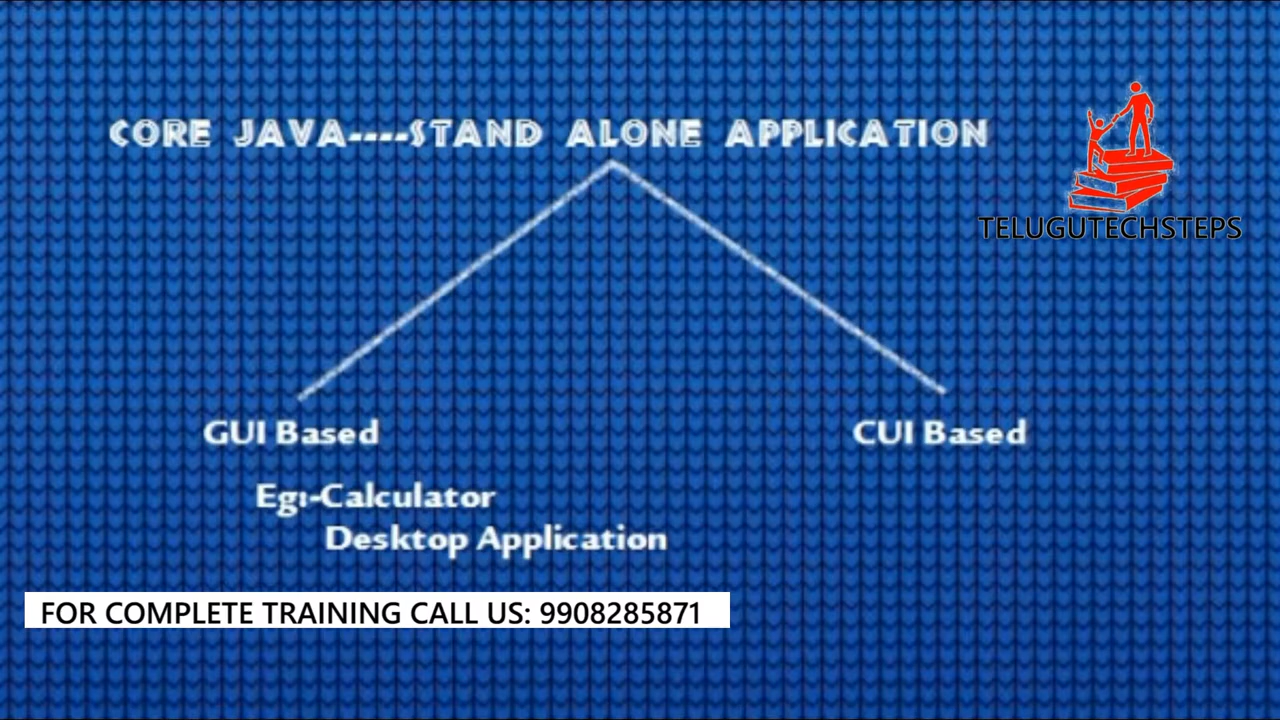 CORE JAVA----STAND ALONE APPLICATION
TELUGUTECHSTEPS
GUI Based
CUI Based
Eg:-Calculator
Desktop Application
FOR COMPLETE TRAINING CALL US: 9908285871